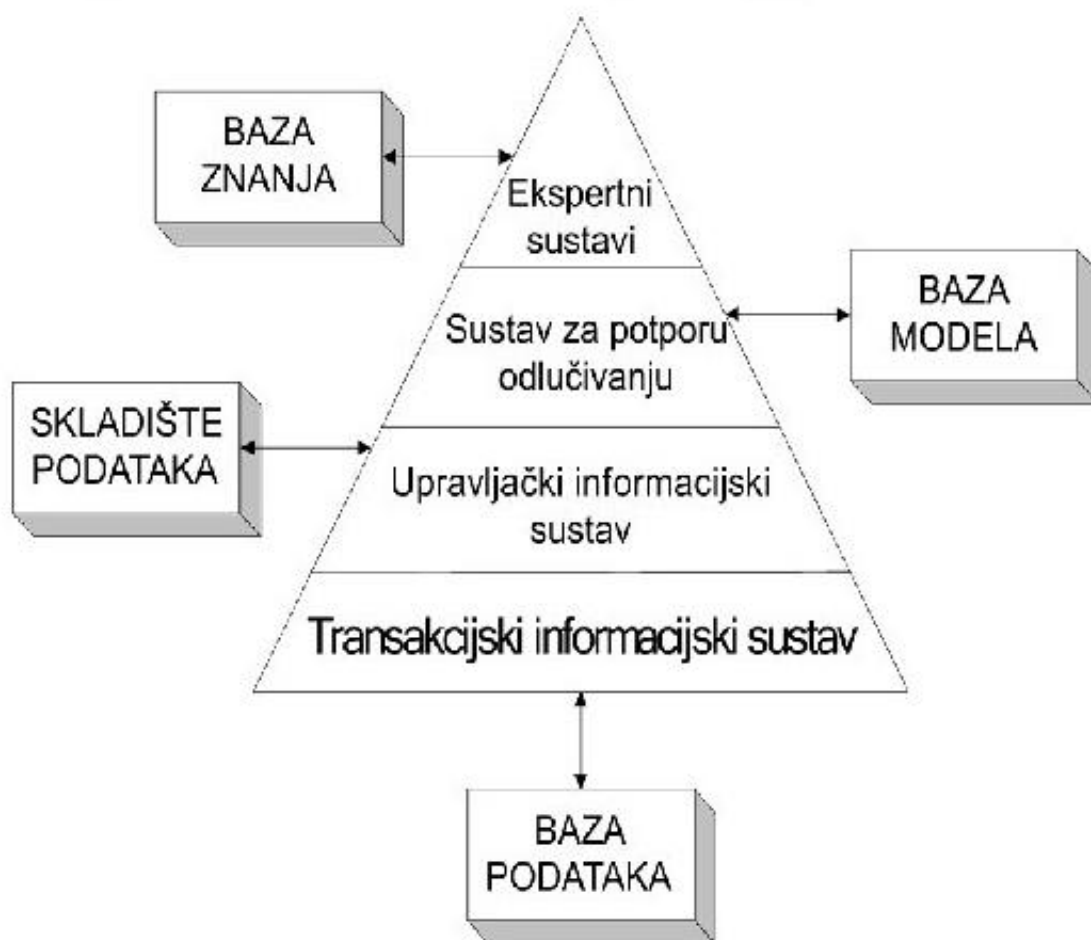 BAZA
ZNANJA
Ekspertni
sustavi
BAZA
MODELA
Sustav za potporu
odlučivanju
SKLADIŠTE
PODATAKA
Upravljački informacijski
sustav
Transakcijski informacijski sustav
BAZA
PODATAKA